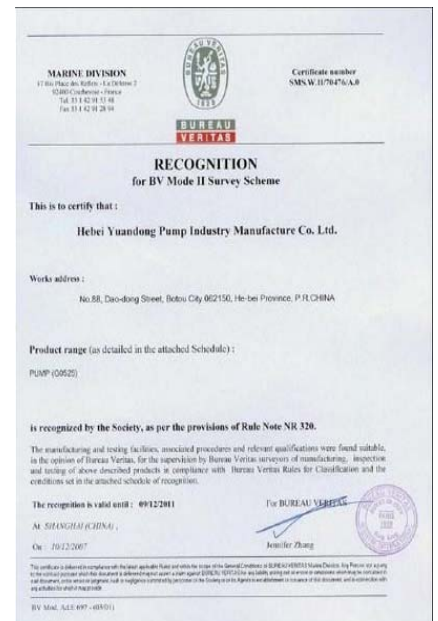 MARINE DIVISION
92400 Courbevoie - France
Certificate number
SMS.W.II/70476/A.0
BUREAU VERITAS
1828
BUREAU
VERITAS
RECOGNITION
for BV Mode II Survey Scheme
This is to certify that :
Hebei Yuandong Pump Industry Manufacture Co. Ltd.
Works address :
No.88, Dao-dong Street, Botou City 062150, He-bei Province, P.R.CHINA
Product range (as detailed in the attached Schedule) :
PUMP
is recognized by the Society, as per the provisions of Rule Note NR 320.
The manufacturing and testing facilities, associated procedures and relevant qualifications were found suitable,
in the opinion of Bureau Veritas, for the supervision by Bureau Veritas surveyors of manufacturing, inspection
and testing of above described products in compliance with Bureau Veritas Rules for Classification and the
conditions set in the attached schedule of recognition.
The recognition is valid until : 09/12/2011
For BUREAU VERITAS
At SHANGHAI (CHINA) ,
On : 10/12/2007
Jennifer Zhang